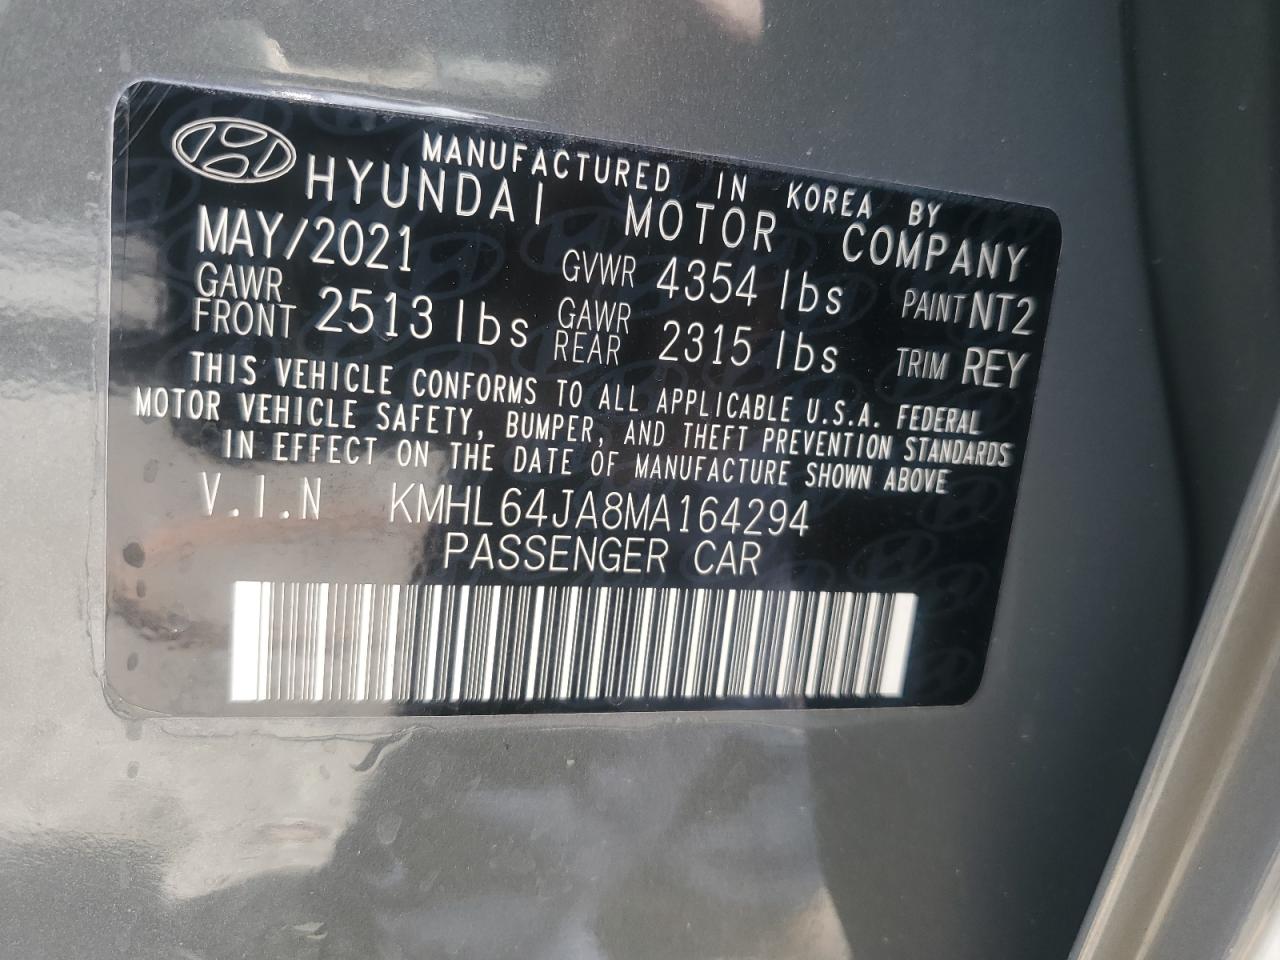 MANUFACTURED IN KOREA BY
HYUNDAI MOTOR COMPANY
MAY/2021 GVWR 4354 lbs PAINT NT2
GAWR FRONT 2513 lbs GAWR REAR 2315 lbs TRIM REY
THIS VEHICLE CONFORMS TO ALL APPLICABLE U.S.A. FEDERAL
MOTOR VEHICLE SAFETY, BUMPER, AND THEFT PREVENTION STANDARDS
IN EFFECT ON THE DATE OF MANUFACTURE SHOWN ABOVE
V.I.N KMHL64JA8MA164294
PASSENGER CAR